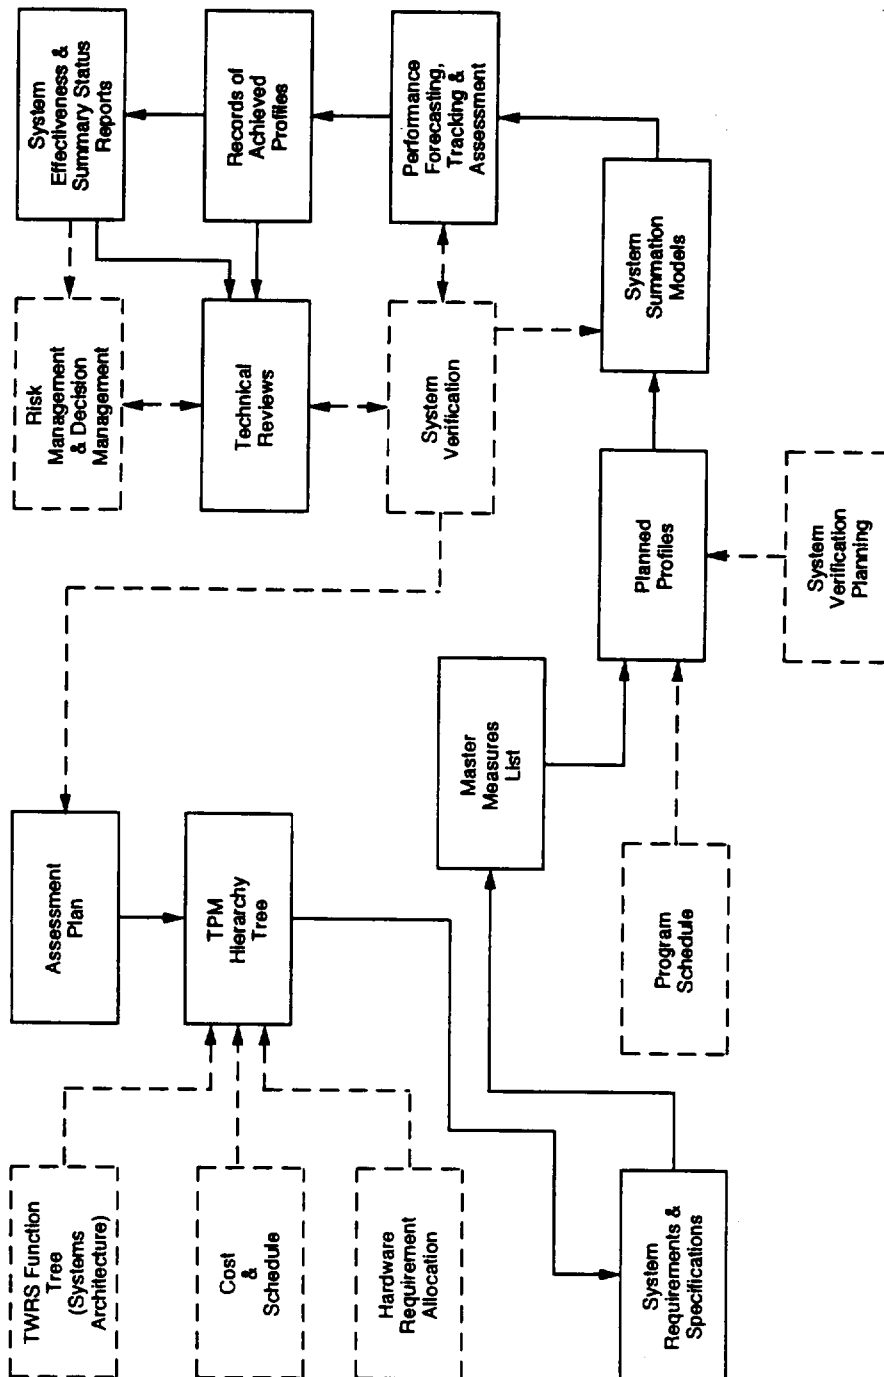 TWRS Function
Tree
(Systems
Architecture)
Cost
&
Schedule
Hardware
Requirement
Allocation
System
Requirements &
Specifications
Assessment
Plan
TPM
Hierarchy
Tree
Master
Measures
List
Program
Schedule
Risk
Management
& Decision
Management
Technical
Reviews
System
Verification
Planned
Profiles
System
Verification
Planning
System
Effectiveness &
Summary Status
Reports
Records of
Achieved
Profiles
Performance
Forecasting,
Tracking &
Assessment
System
Summation
Models